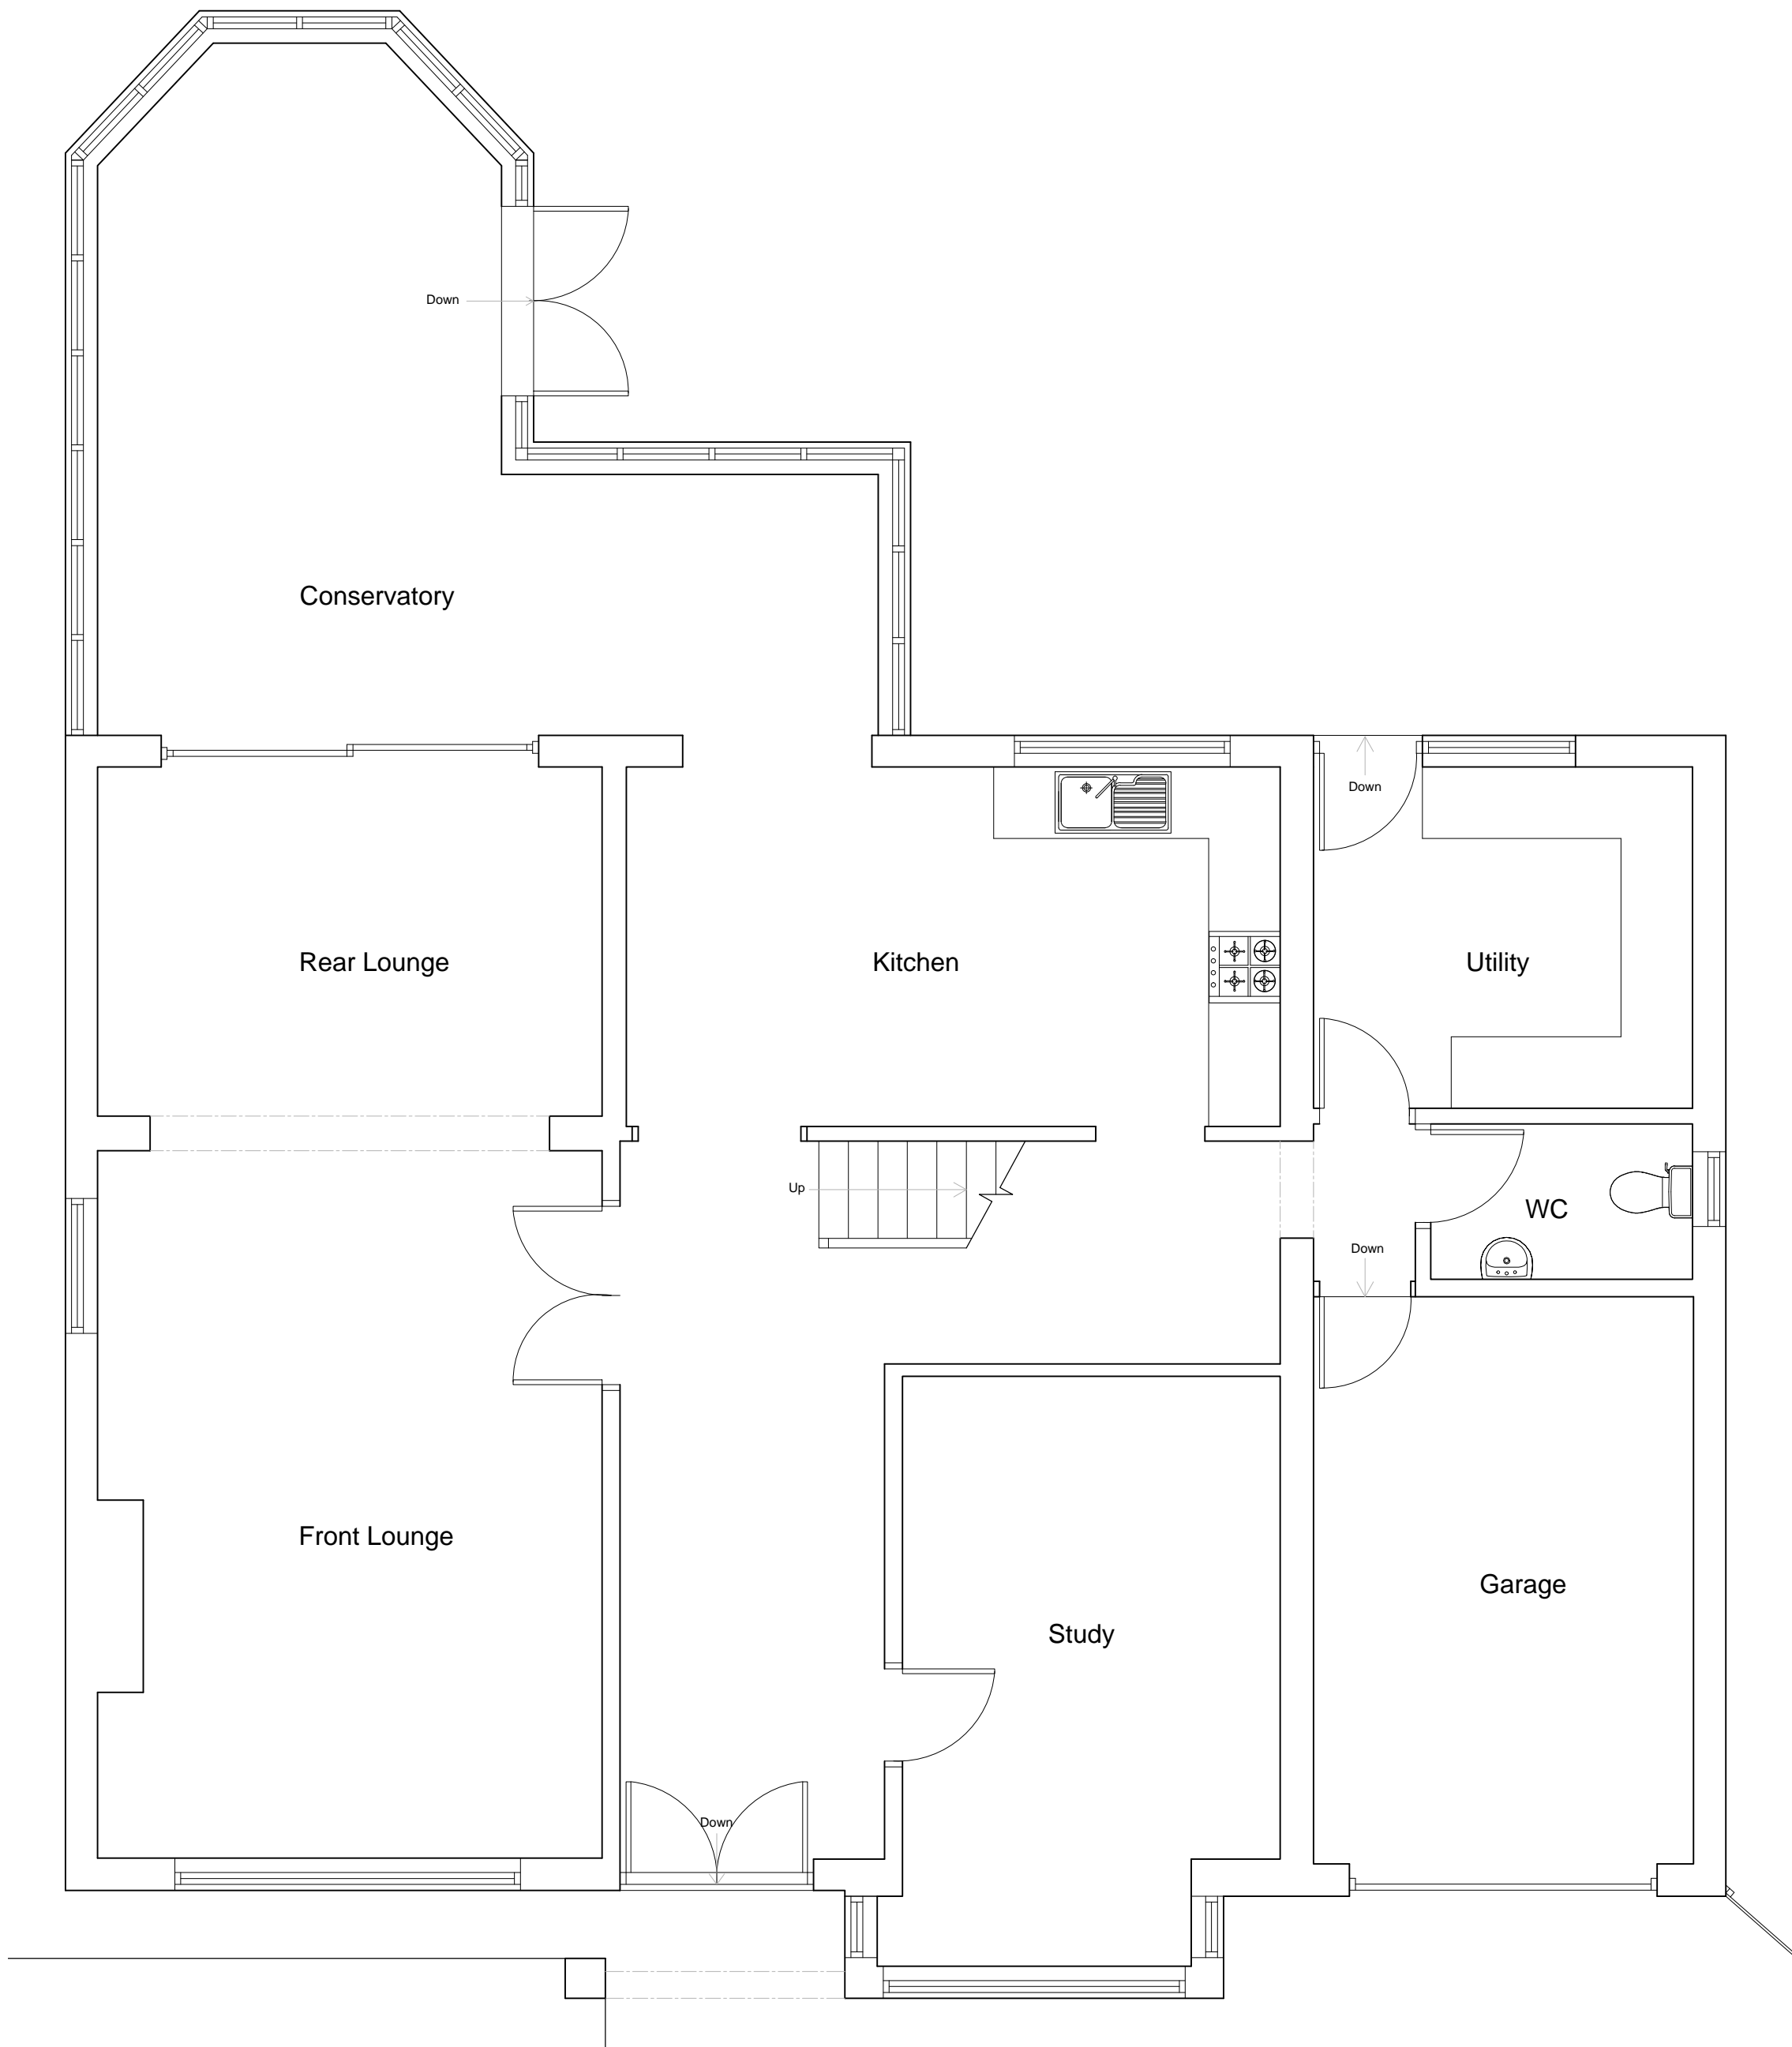 Down
Conservatory
Down
Rear Lounge
Kitchen
Utility
Up
WC
Down
Front Lounge
Garage
Study
Down